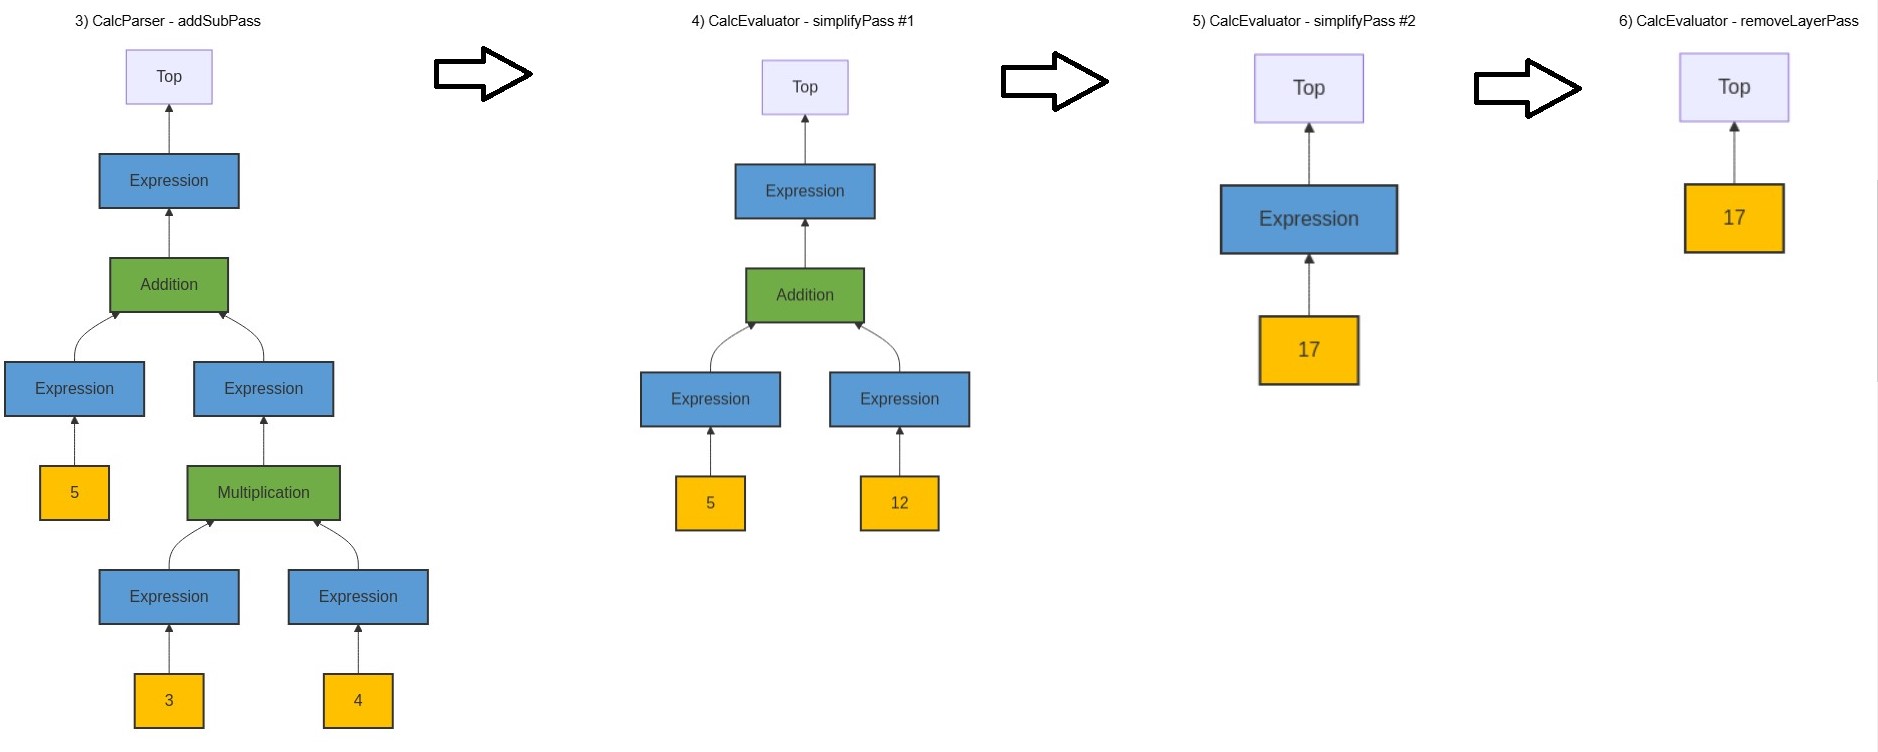 3) CalcParser - addSubPass
Top
Expression
Addition
Expression
Expression
5
Multiplication
Expression
Expression
3
4
4) CalcEvaluator - simplifyPass #1
Top
Expression
Addition
Expression
Expression
5
12
5) CalcEvaluator - simplifyPass #2
Top
Expression
17
6) CalcEvaluator - removeLayerPass
Top
17